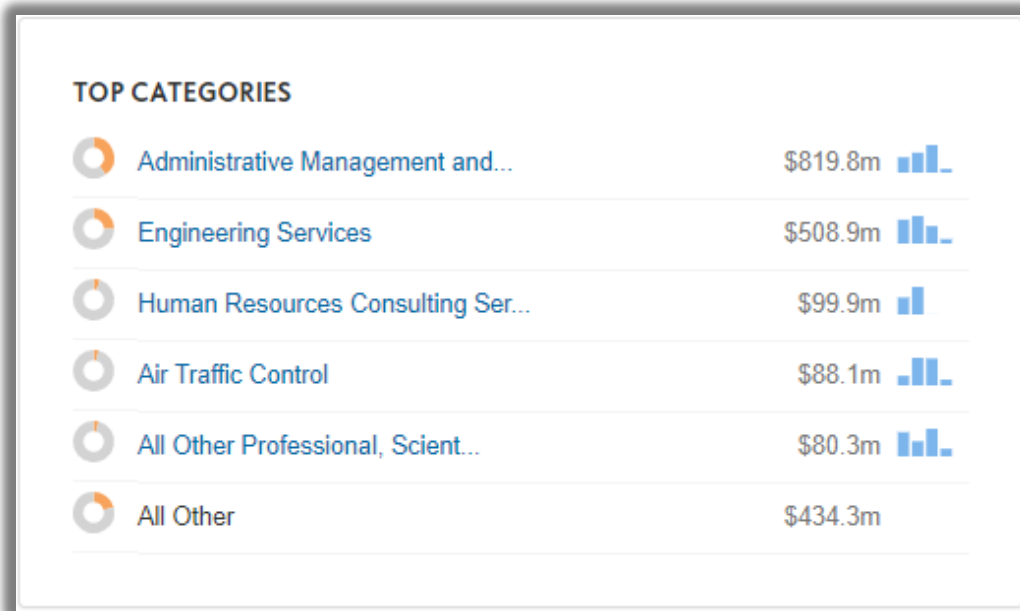 TOP CATEGORIES
Administrative Management and... $819.8m
Engineering Services $508.9m
Human Resources Consulting Ser... $99.9m
Air Traffic Control $88.1m
All Other Professional, Scient... $80.3m
All Other $434.3m